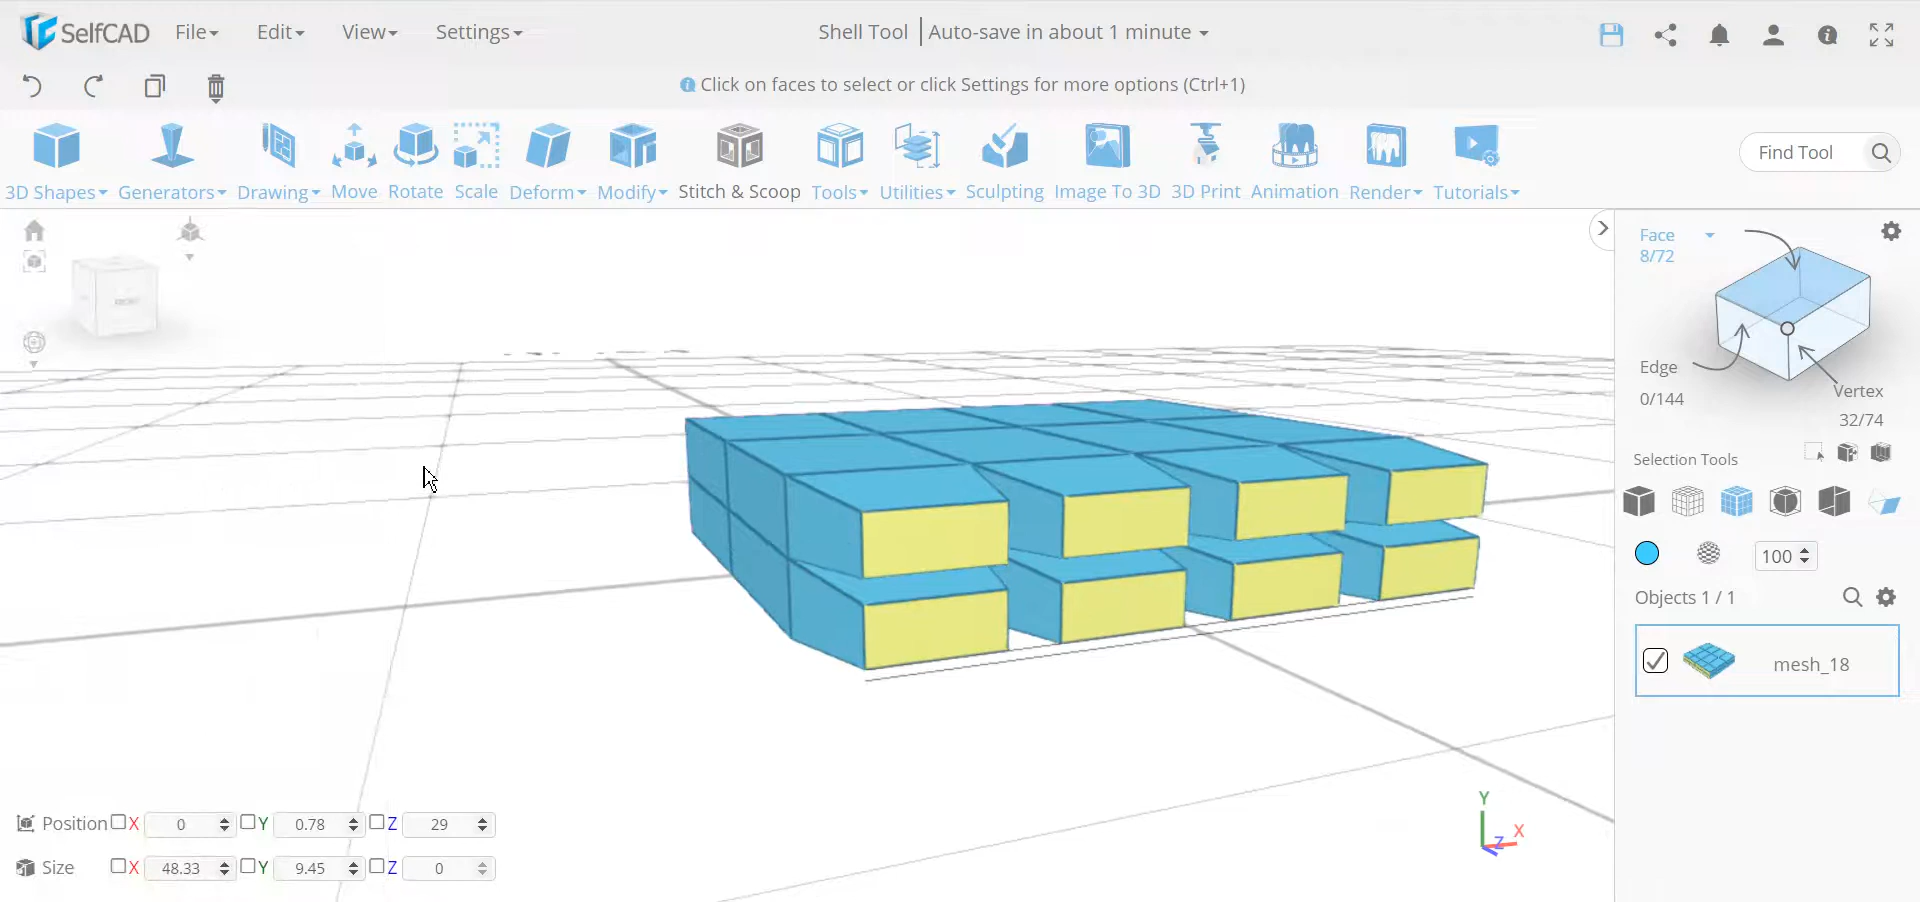 SelfCAD File Edit View Settings Shell Tool Auto-save in about 1 minute
Click on faces to select or click Settings for more options (Ctrl+1)
3D Shapes Generators Drawing Move Rotate Scale Deform Modify Stitch & Scoop Tools Utilities Sculpting Image To 3D 3D Print Animation Render Tutorials
Find Tool
Face
8/72
Edge
0/144
Vertex
32/74
Selection Tools
100
Objects 1 / 1
mesh_18
Position X 0 Y 0.78 Z 29
Size X 48.33 Y 9.45 Z 0
Y
X
Z